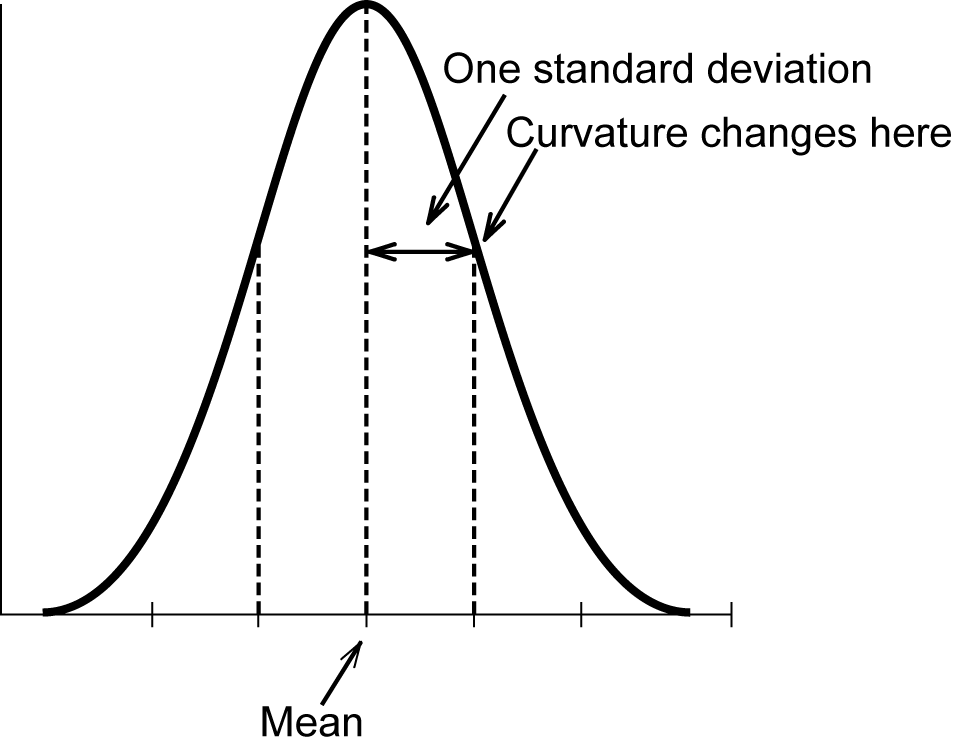 One standard deviation
Curvature changes here
Mean